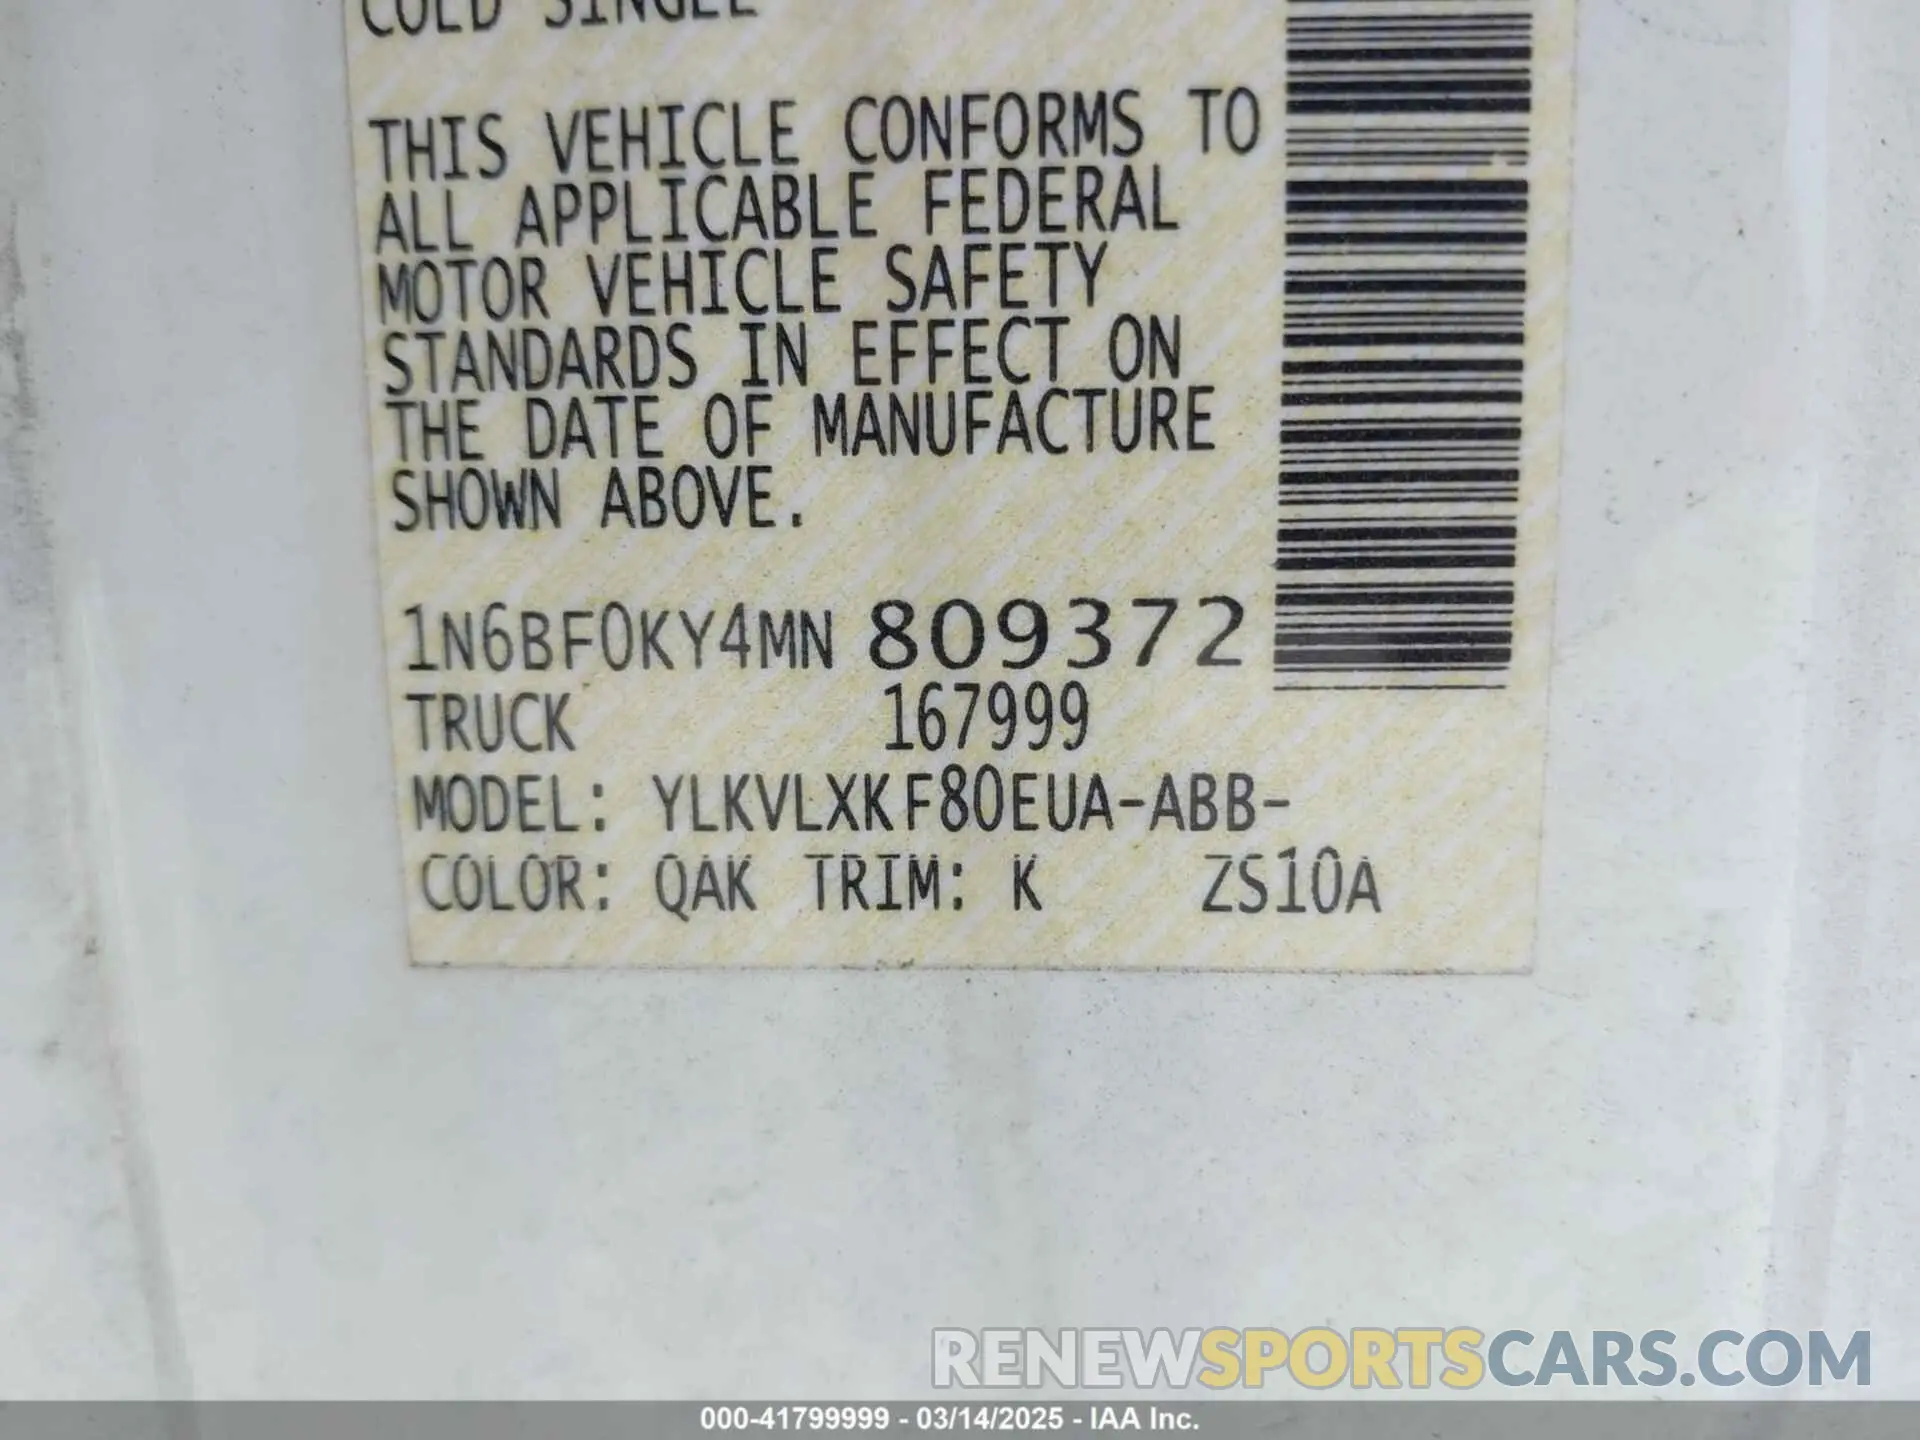 COLD SINGLE
THIS VEHICLE CONFORMS TO
ALL APPLICABLE FEDERAL
MOTOR VEHICLE SAFETY
STANDARDS IN EFFECT ON
THE DATE OF MANUFACTURE
SHOWN ABOVE.
1N6BF0KY4MN 809372
TRUCK 167999
MODEL: YLKVLXKF80EUA-ABB-
COLOR: QAK TRIM: K ZS10A
RENEWSPORTSCARS.COM
000-41799999 - 03/14/2025 - IAA Inc.